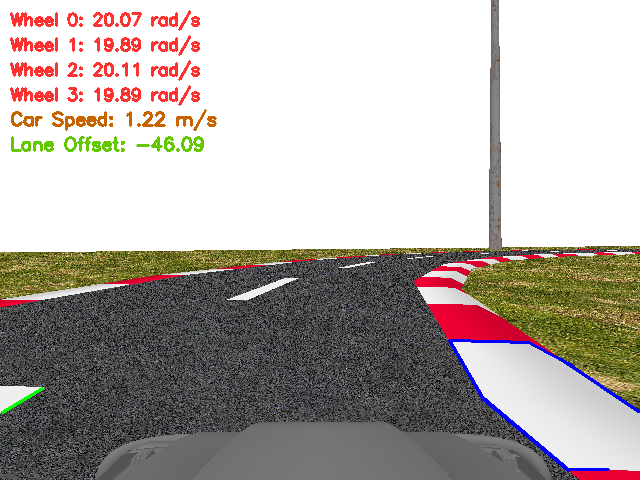 Wheel 0: 20.07 rad/s
Wheel 1: 19.89 rad/s
Wheel 2: 20.11 rad/s
Wheel 3: 19.89 rad/s
Car Speed: 1.22 m/s
Lane Offset: -46.09